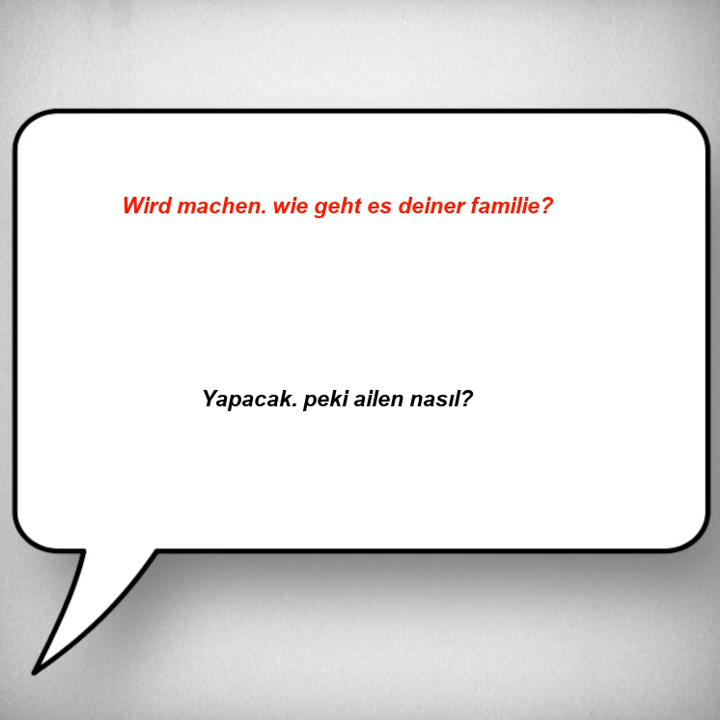 Wird machen. wie geht es deiner familie?
Yapacak. peki ailen nasıl?